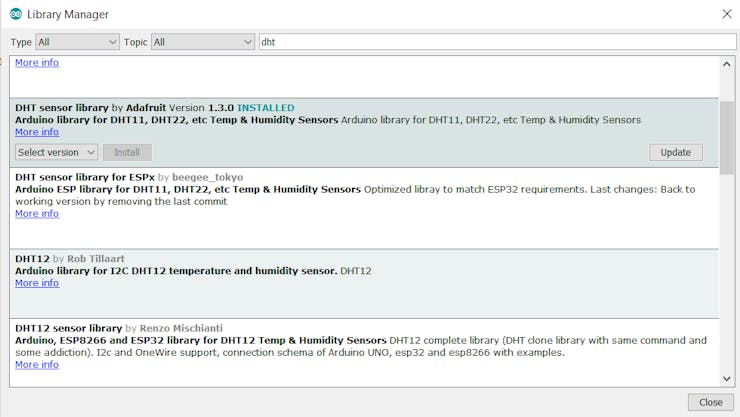 Library Manager
Type All Topic All dht
More info
DHT sensor library by Adafruit Version 1.3.0 INSTALLED
Arduino library for DHT11, DHT22, etc Temp & Humidity Sensors Arduino library for DHT11, DHT22, etc Temp & Humidity Sensors
More info
Select version Install Update
DHT sensor library for ESPx by beegee_tokyo
Arduino ESP library for DHT11, DHT22, etc Temp & Humidity Sensors Optimized libray to match ESP32 requirements. Last changes: Back to
working version by removing the last commit
More info
DHT12 by Rob Tillaart
Arduino library for I2C DHT12 temperature and humidity sensor. DHT12
More info
DHT12 sensor library by Renzo Mischianti
Arduino, ESP8266 and ESP32 library for DHT12 Temp & Humidity Sensors DHT12 complete library (DHT clone library with same command and
some addiction). I2c and OneWire support, connection schema of Arduino UNO, esp32 and esp8266 with examples.
More info
Close